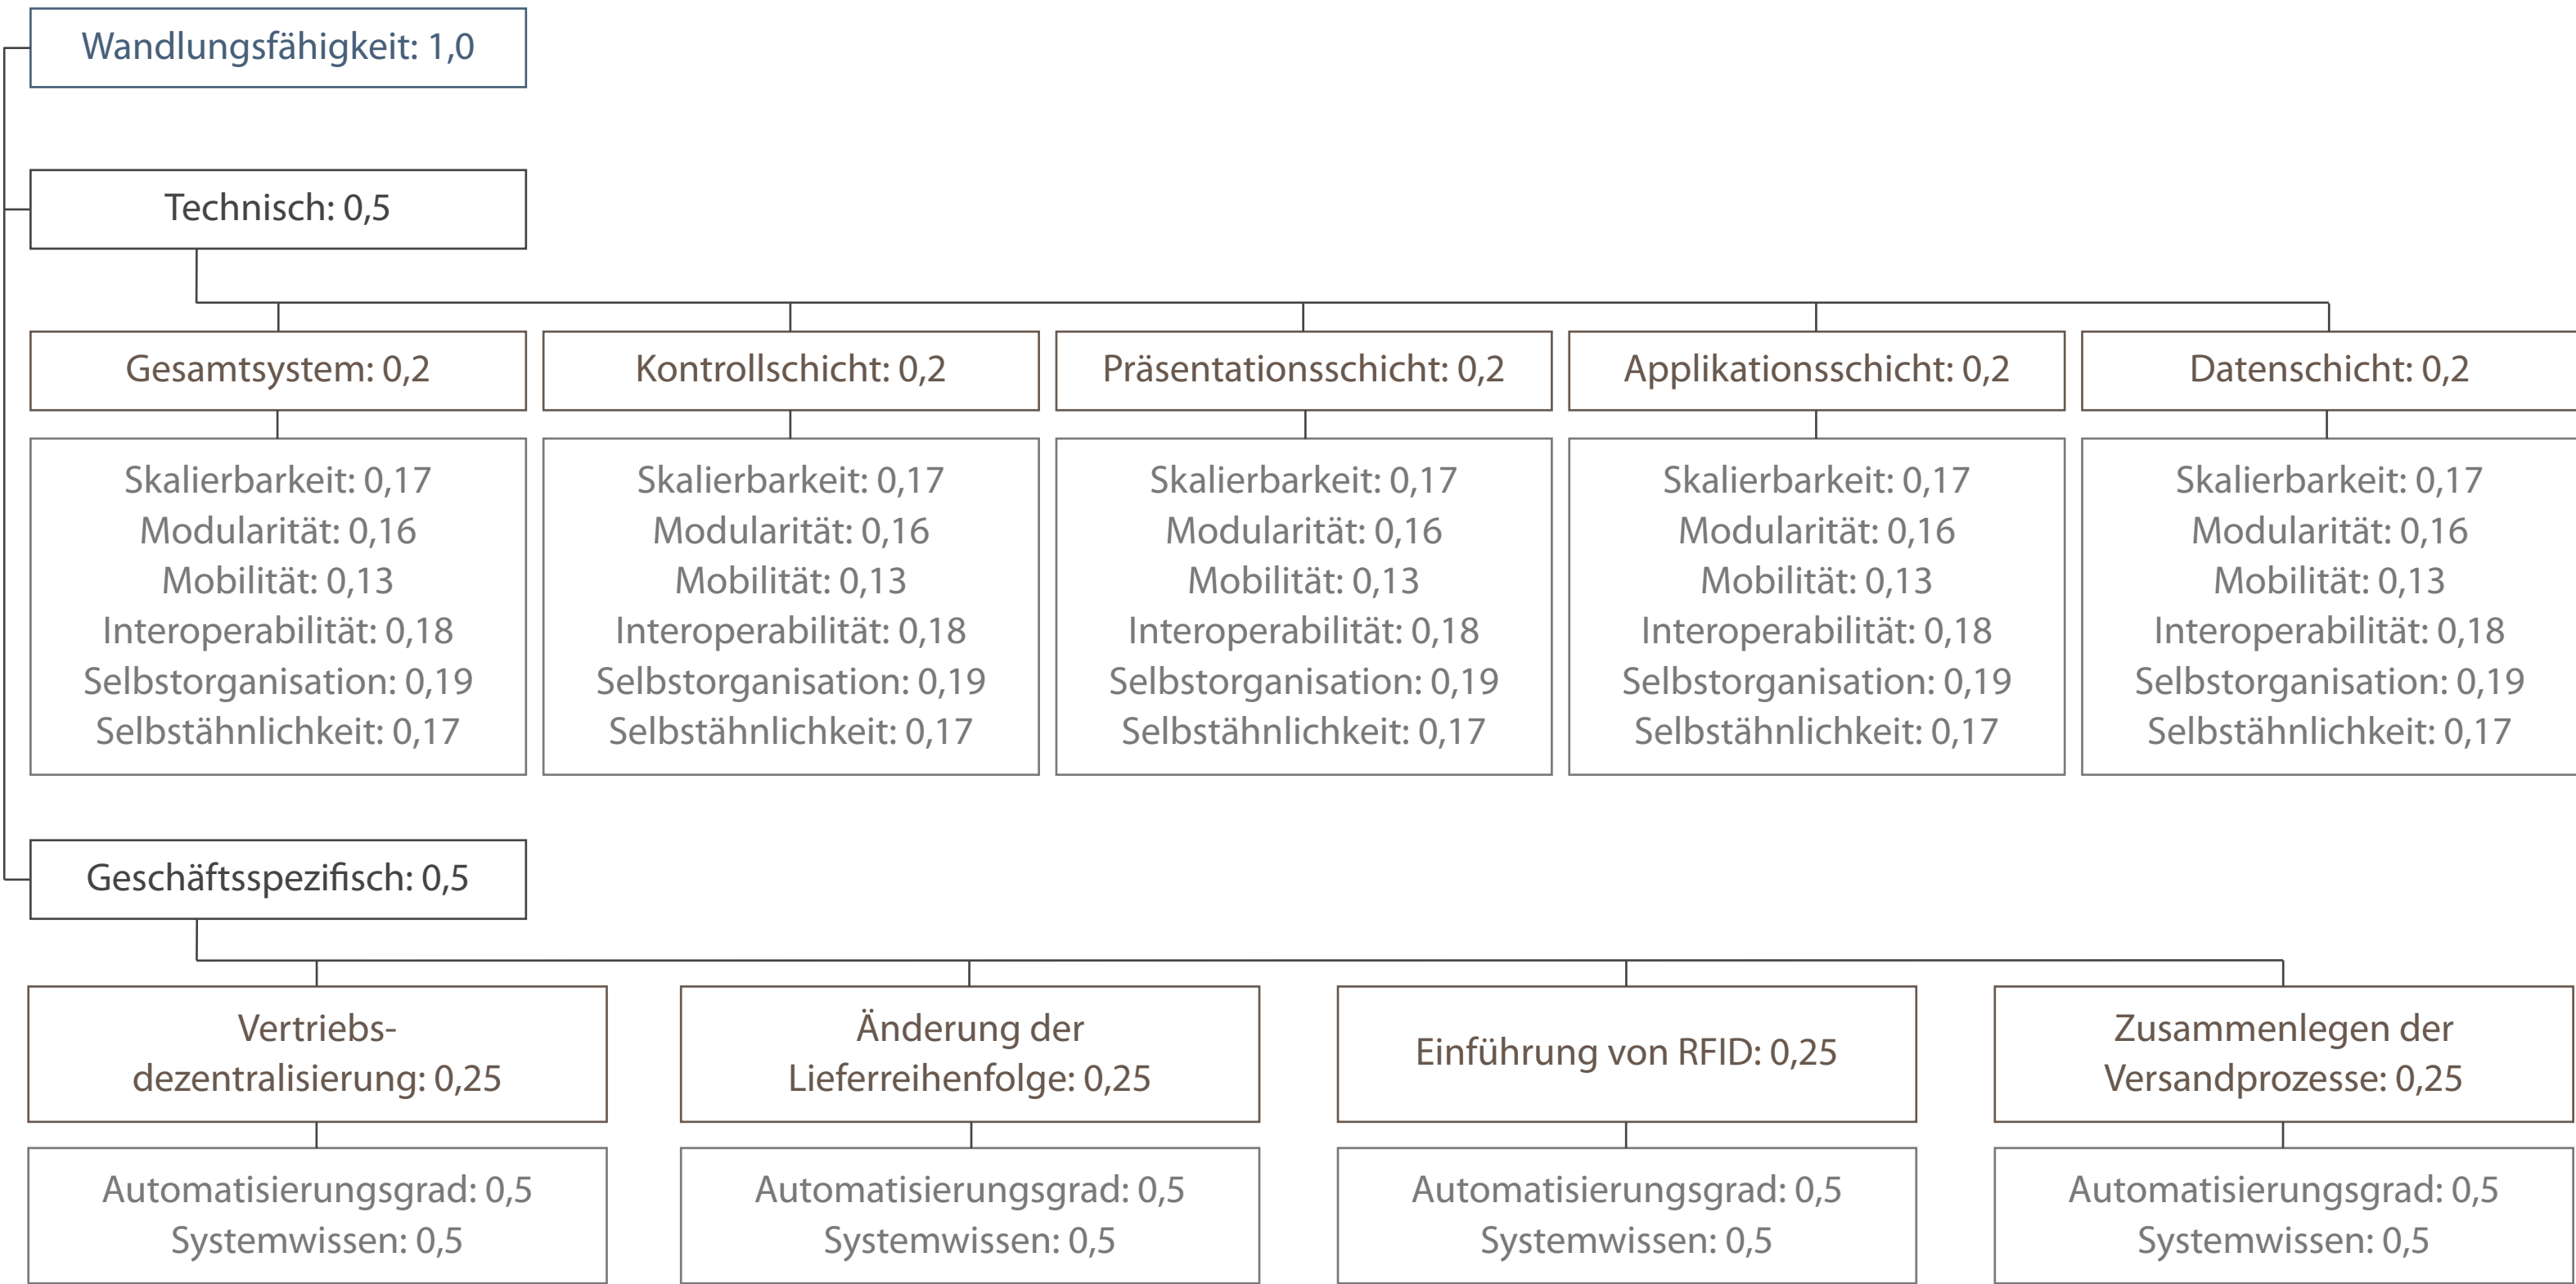 Wandlungsfähigkeit: 1,0
Technisch: 0,5
Gesamtsystem: 0,2
Kontrollschicht: 0,2
Präsentationsschicht: 0,2
Applikationsschicht: 0,2
Datenschicht: 0,2
Skalierbarkeit: 0,17
Modularität: 0,16
Mobilität: 0,13
Interoperabilität: 0,18
Selbstorganisation: 0,19
Selbstähnlichkeit: 0,17
Skalierbarkeit: 0,17
Modularität: 0,16
Mobilität: 0,13
Interoperabilität: 0,18
Selbstorganisation: 0,19
Selbstähnlichkeit: 0,17
Skalierbarkeit: 0,17
Modularität: 0,16
Mobilität: 0,13
Interoperabilität: 0,18
Selbstorganisation: 0,19
Selbstähnlichkeit: 0,17
Skalierbarkeit: 0,17
Modularität: 0,16
Mobilität: 0,13
Interoperabilität: 0,18
Selbstorganisation: 0,19
Selbstähnlichkeit: 0,17
Skalierbarkeit: 0,17
Modularität: 0,16
Mobilität: 0,13
Interoperabilität: 0,18
Selbstorganisation: 0,19
Selbstähnlichkeit: 0,17
Geschäftsspezifisch: 0,5
Vertriebs-
dezentralisierung: 0,25
Änderung der
Lieferreihenfolge: 0,25
Einführung von RFID: 0,25
Zusammenlegen der
Versandprozesse: 0,25
Automatisierungsgrad: 0,5
Systemwissen: 0,5
Automatisierungsgrad: 0,5
Systemwissen: 0,5
Automatisierungsgrad: 0,5
Systemwissen: 0,5
Automatisierungsgrad: 0,5
Systemwissen: 0,5